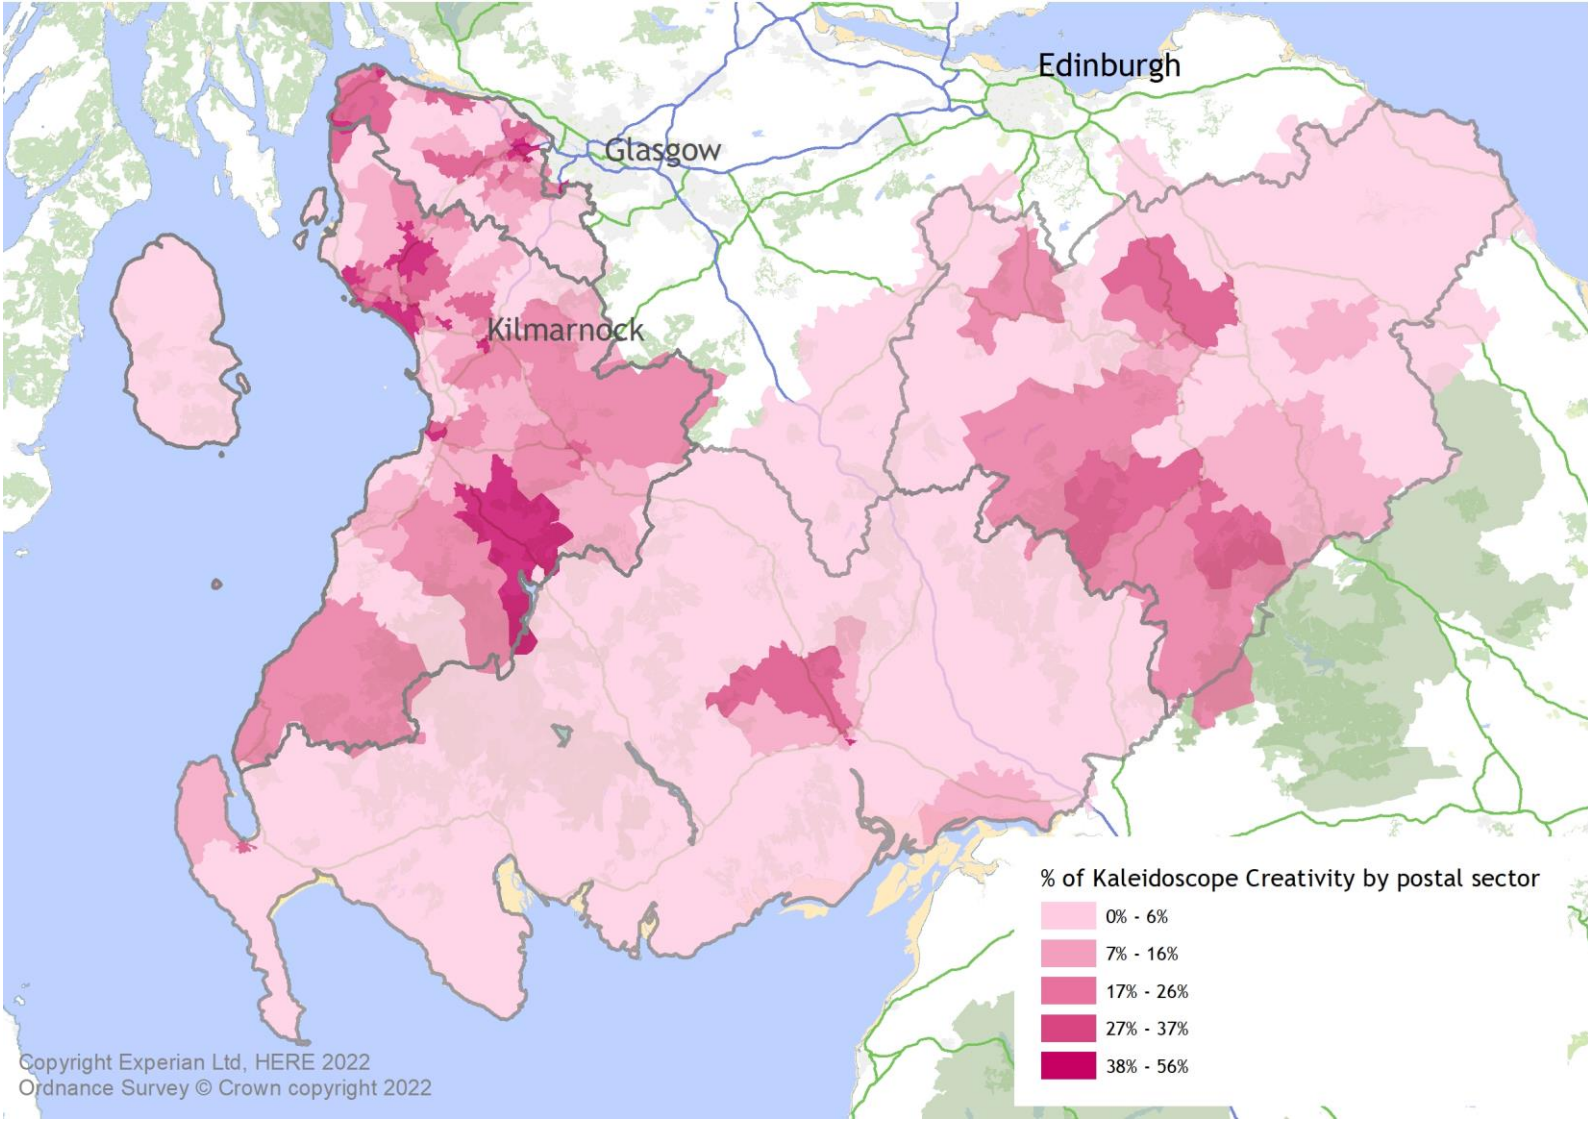 Edinburgh
Glasgow
Kilmarnock
% of Kaleidoscope Creativity by postal sector
0% - 6%
7% - 16%
17% - 26%
27% - 37%
38% - 56%
Copyright Experian Ltd, HERE 2022
Ordnance Survey © Crown copyright 2022